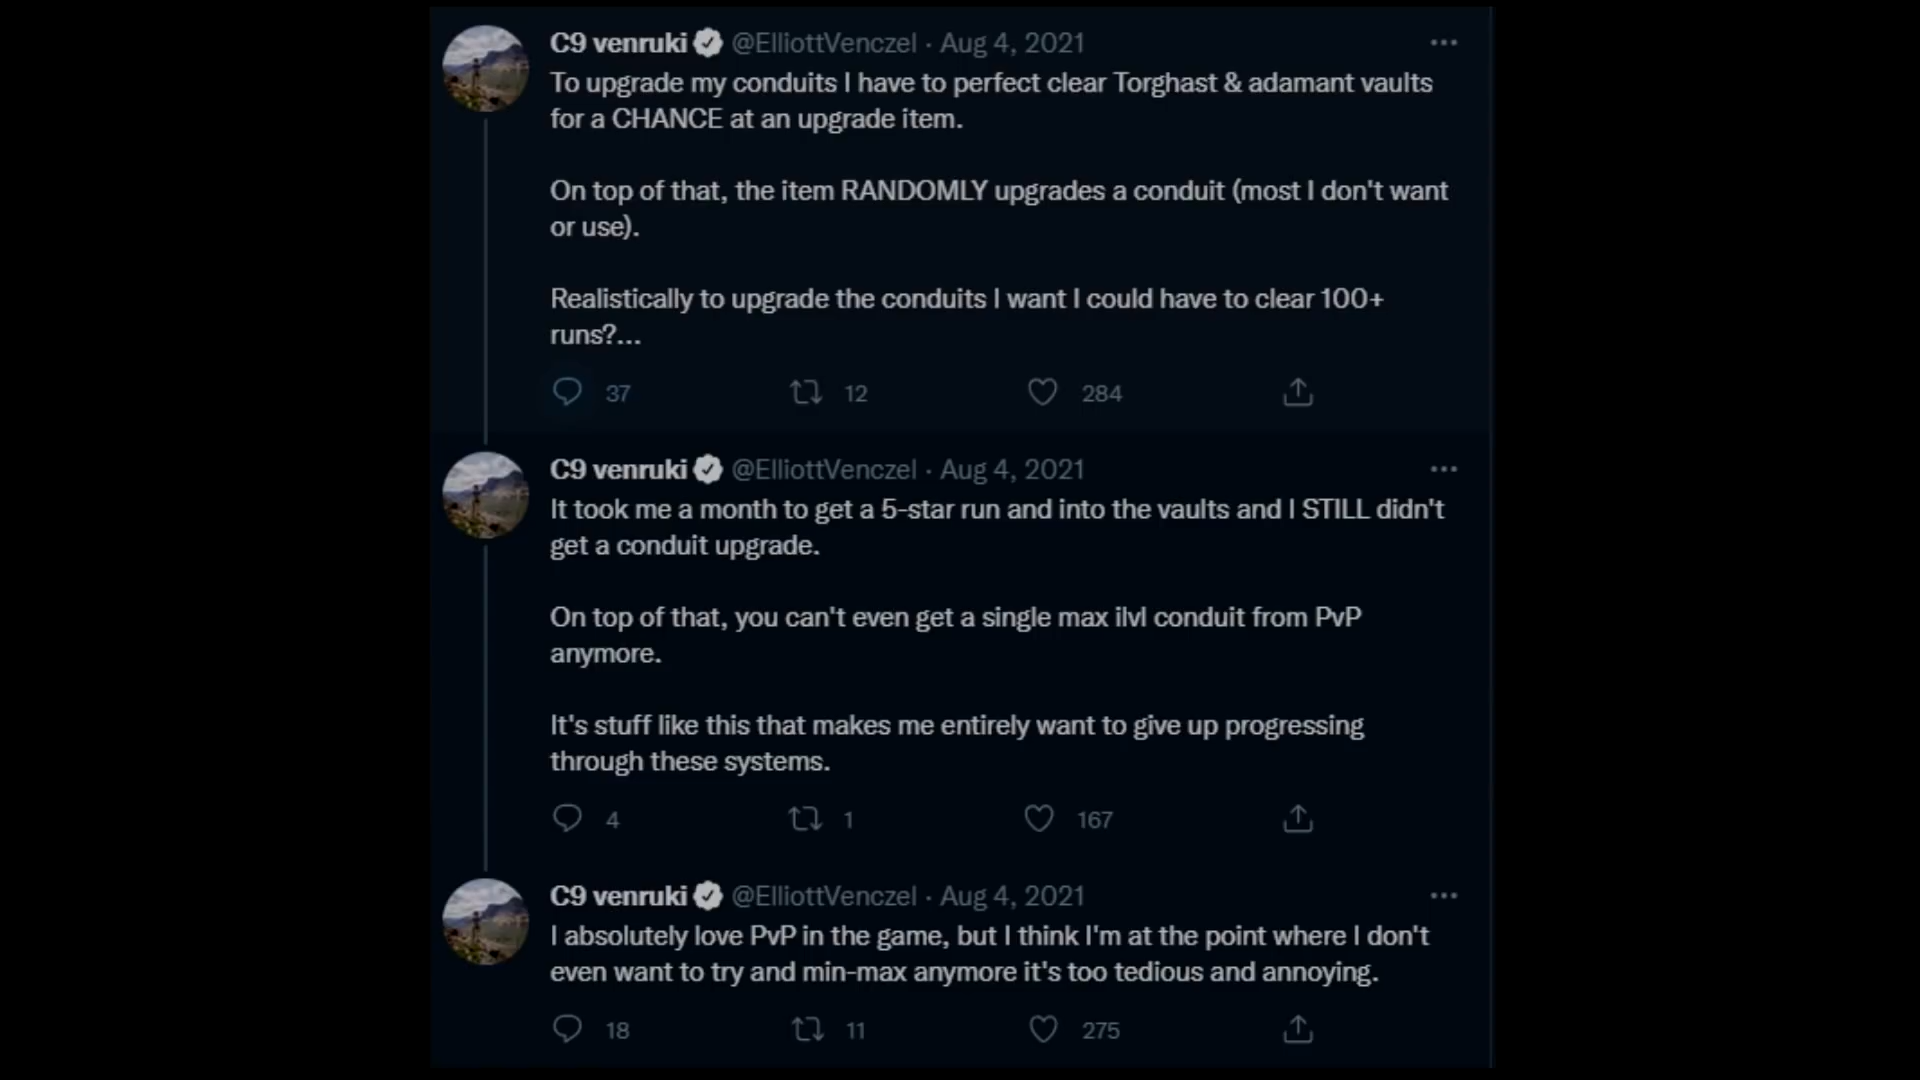 C9 venruki @ElliottVenczel · Aug 4, 2021
To upgrade my conduits I have to perfect clear Torghast & adamant vaults
for a CHANCE at an upgrade item.
On top of that, the item RANDOMLY upgrades a conduit (most I don't want
or use).
Realistically to upgrade the conduits I want I could have to clear 100+
runs?...
37 12 284
C9 venruki @ElliottVenczel · Aug 4, 2021
It took me a month to get a 5-star run and into the vaults and I STILL didn't
get a conduit upgrade.
On top of that, you can't even get a single max ilvl conduit from PvP
anymore.
It's stuff like this that makes me entirely want to give up progressing
through these systems.
4 1 167
C9 venruki @ElliottVenczel · Aug 4, 2021
I absolutely love PvP in the game, but I think I'm at the point where I don't
even want to try and min-max anymore it's too tedious and annoying.
18 11 275